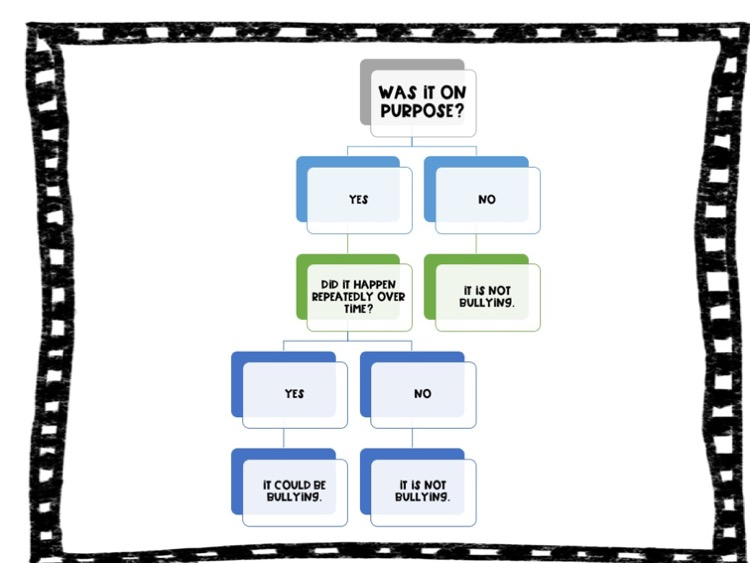 WAS IT ON
PURPOSE?
YES
NO
DID IT HAPPEN
REPEATEDLY OVER
TIME?
IT IS NOT
BULLYING.
YES
NO
IT COULD BE
BULLYING.
IT IS NOT
BULLYING.